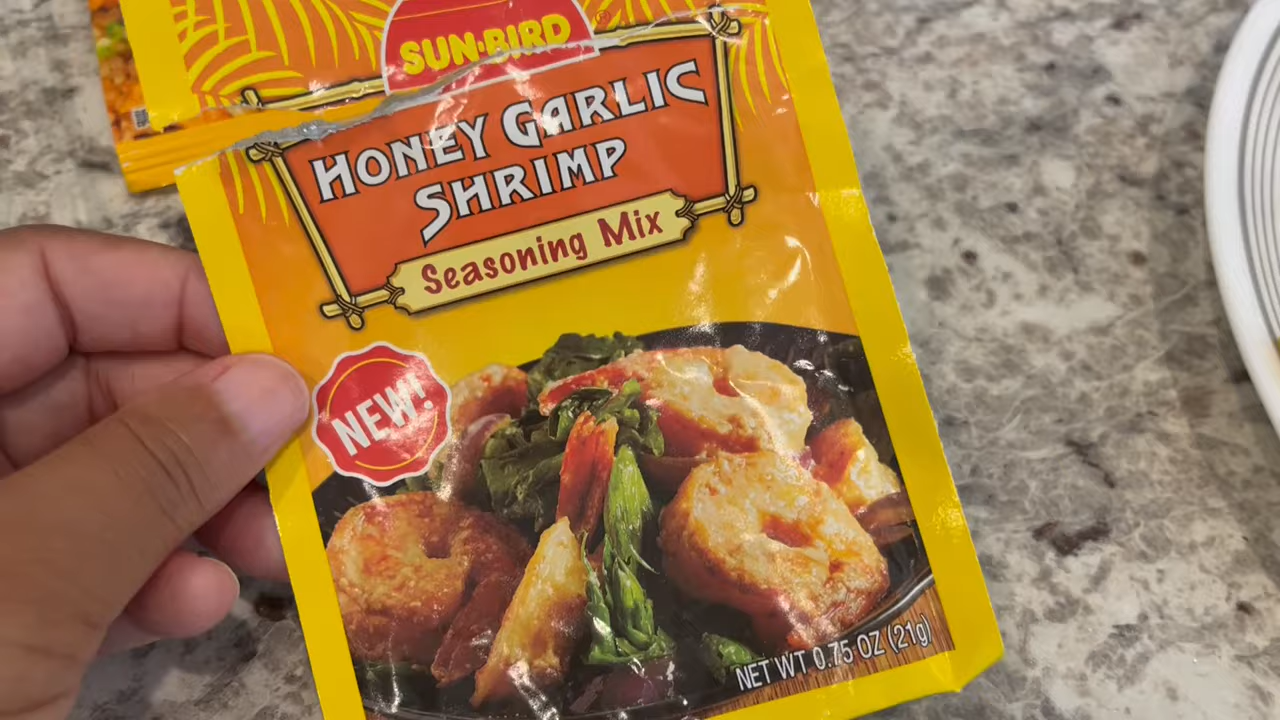 SUN·BIRD®
HONEY GARLIC
SHRIMP
Seasoning Mix
NEW!
NET WT 0.75 OZ (21g)